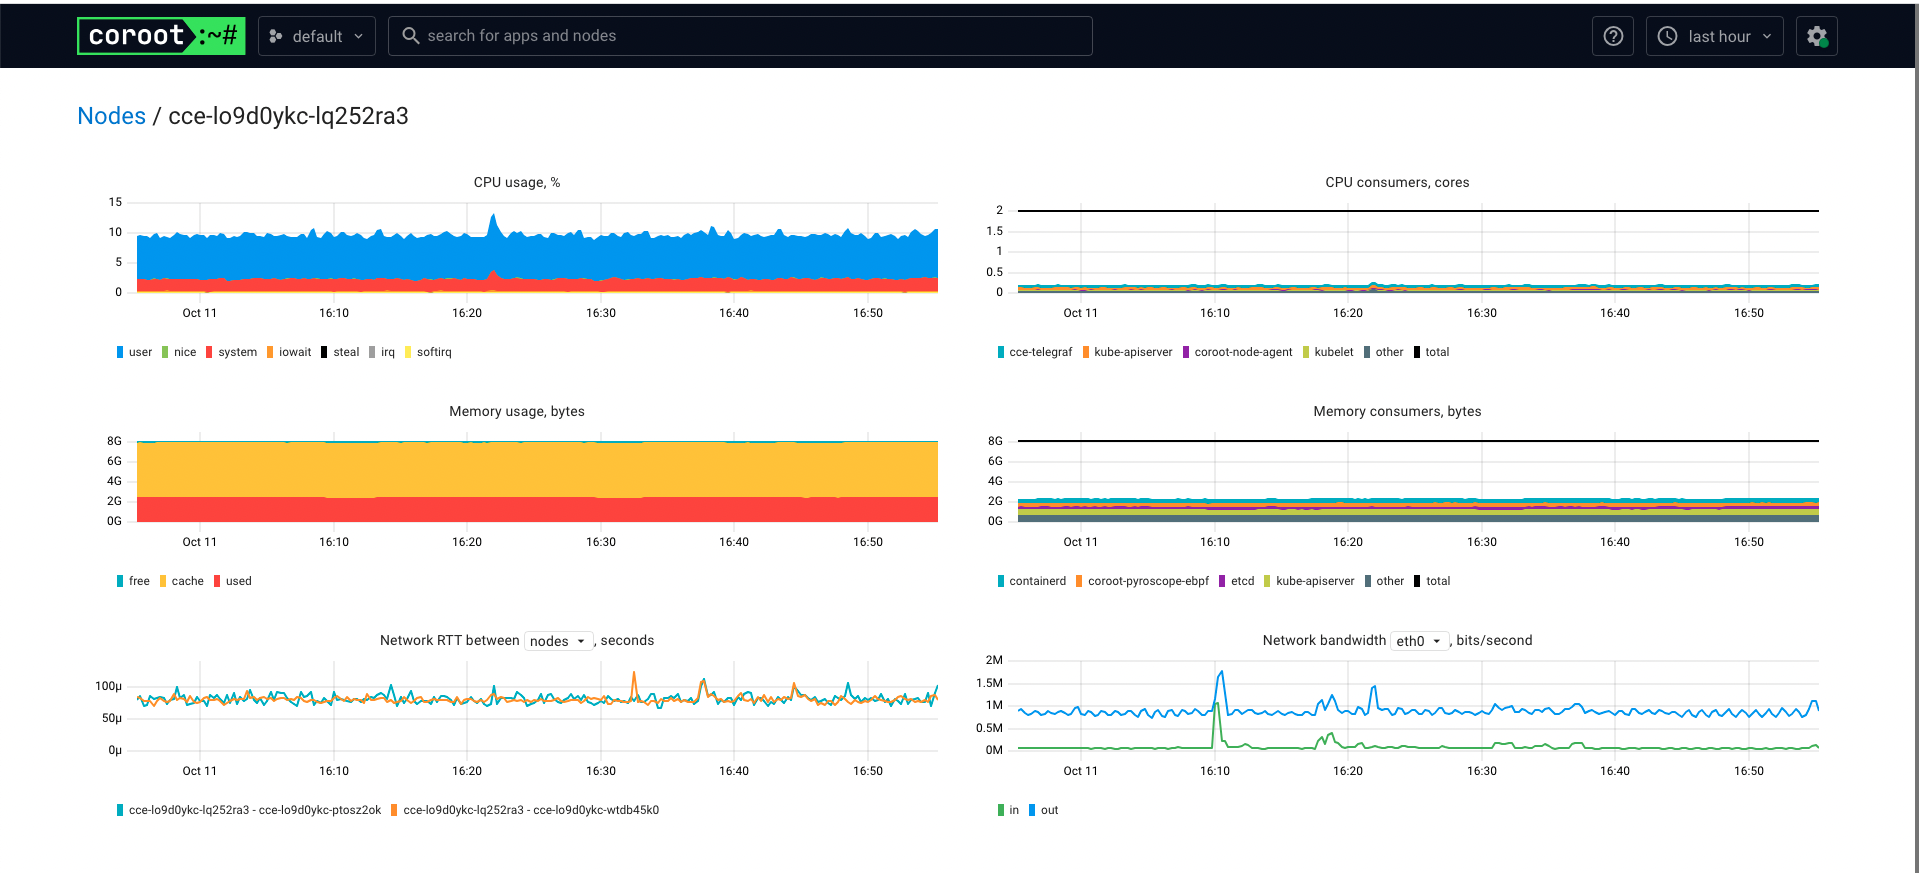 coroot:~# default search for apps and nodes last hour
Nodes / cce-lo9d0ykc-lq252ra3
CPU usage, %
15
10
5
0
Oct 11 16:10 16:20 16:30 16:40 16:50
user nice system iowait steal irq softirq
CPU consumers, cores
2
1.5
1
0.5
0
Oct 11 16:10 16:20 16:30 16:40 16:50
cce-telegraf kube-apiserver coroot-node-agent kubelet other total
Memory usage, bytes
8G
6G
4G
2G
0G
Oct 11 16:10 16:20 16:30 16:40 16:50
free cache used
Memory consumers, bytes
8G
6G
4G
2G
0G
Oct 11 16:10 16:20 16:30 16:40 16:50
containerd coroot-pyroscope-ebpf etcd kube-apiserver other total
Network RTT between nodes , seconds
100µ
50µ
0µ
Oct 11 16:10 16:20 16:30 16:40 16:50
cce-lo9d0ykc-lq252ra3 - cce-lo9d0ykc-ptosz2ok cce-lo9d0ykc-lq252ra3 - cce-lo9d0ykc-wtdb45k0
Network bandwidth eth0 , bits/second
2M
1.5M
1M
0.5M
0M
Oct 11 16:10 16:20 16:30 16:40 16:50
in out